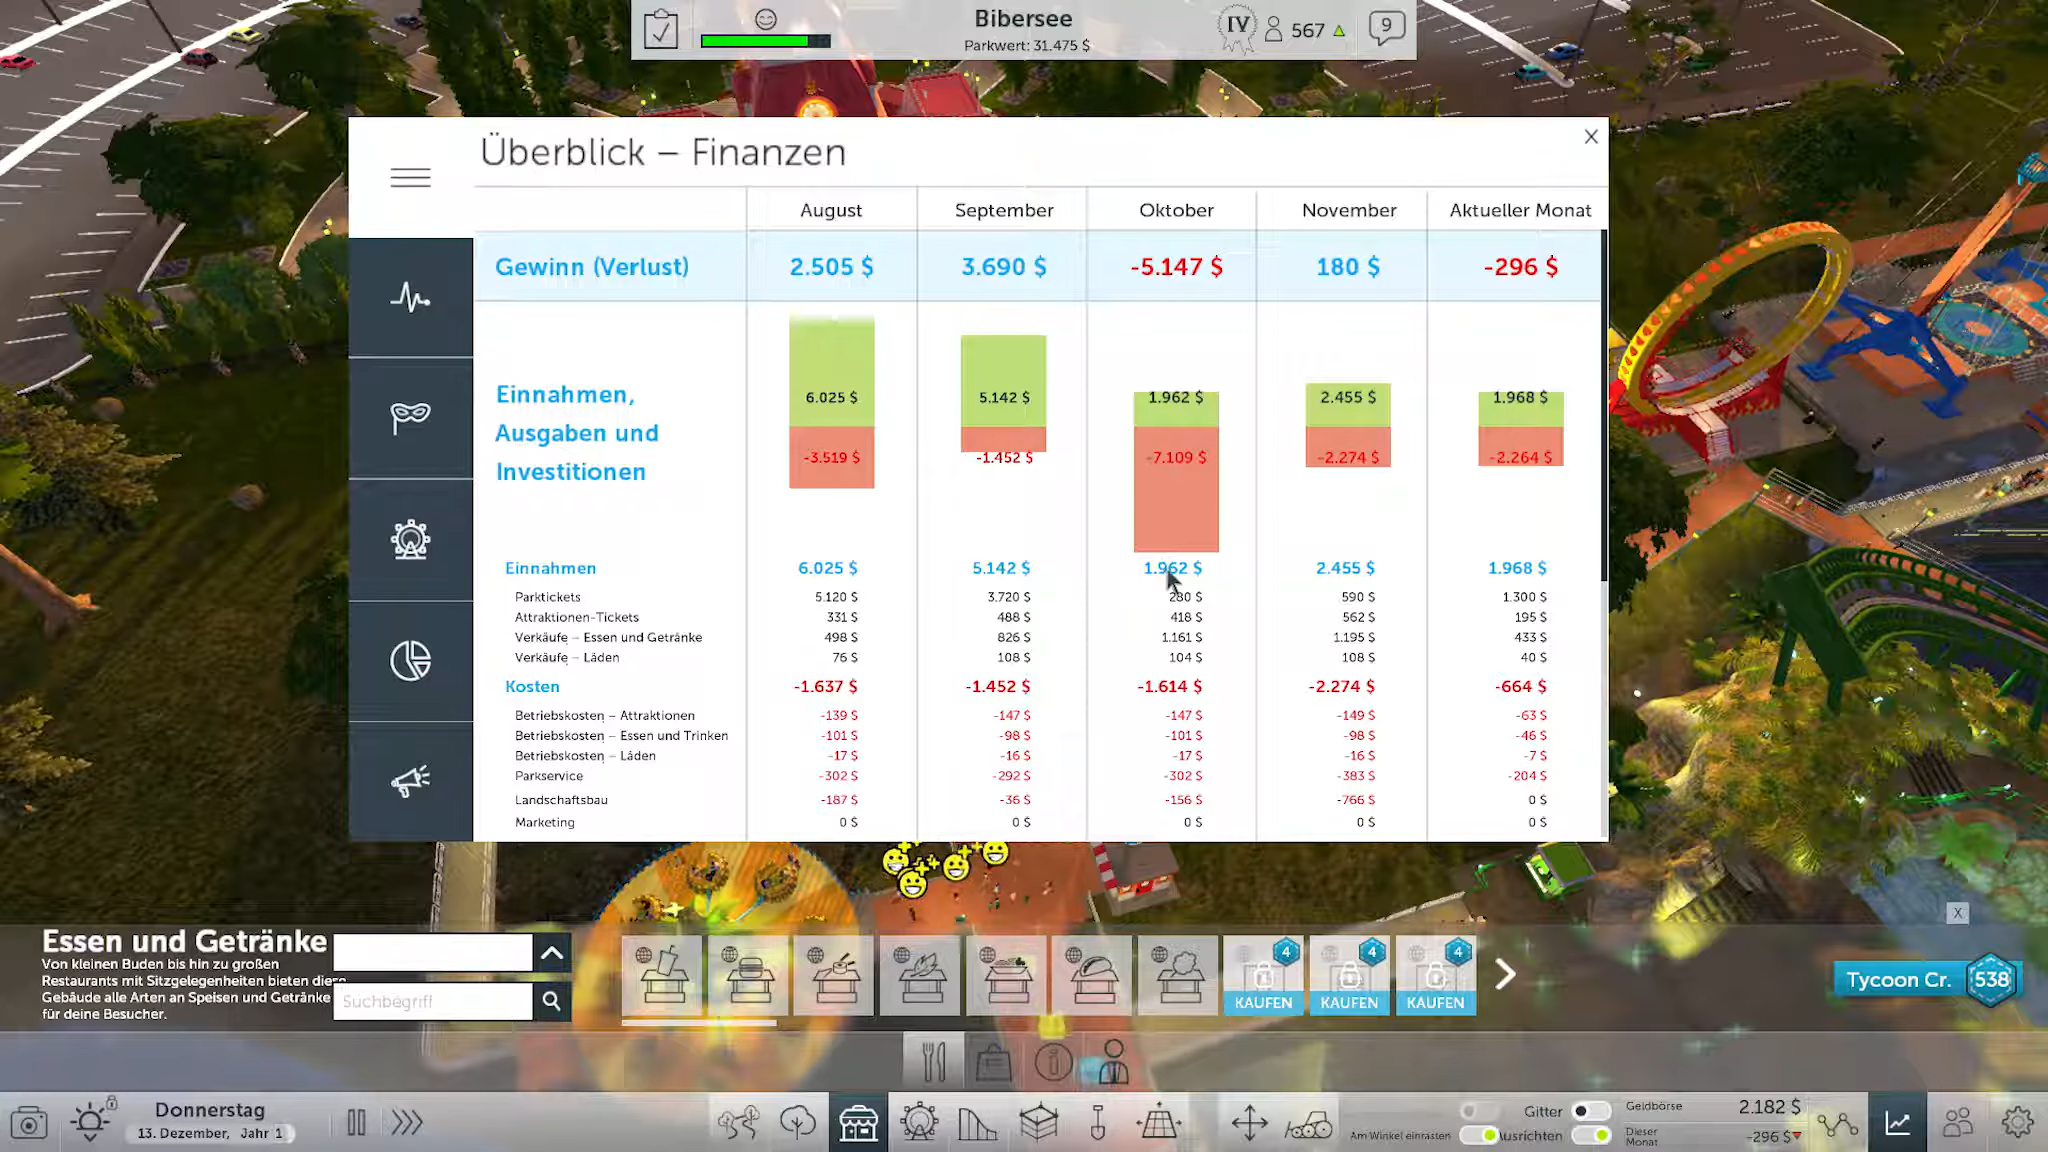 Bibersee
Parkwert: 31.475 $
IV
567
9
Überblick – Finanzen
X
August September Oktober November Aktueller Monat
Gewinn (Verlust) 2.505 $ 3.690 $ -5.147 $ 180 $ -296 $
Einnahmen,
Ausgaben und
Investitionen
6.025 $ 5.142 $ 1.962 $ 2.455 $ 1.968 $
-3.519 $ -1.452 $ -7.109 $ -2.274 $ -2.264 $
Einnahmen 6.025 $ 5.142 $ 1.962 $ 2.455 $ 1.968 $
Parktickets 5.120 $ 3.720 $ 280 $ 590 $ 1.300 $
Attraktionen-Tickets 331 $ 488 $ 418 $ 562 $ 195 $
Verkäufe – Essen und Getränke 498 $ 826 $ 1.161 $ 1.195 $ 433 $
Verkäufe – Läden 76 $ 108 $ 104 $ 108 $ 40 $
Kosten -1.637 $ -1.452 $ -1.614 $ -2.274 $ -664 $
Betriebskosten – Attraktionen -139 $ -147 $ -147 $ -149 $ -63 $
Betriebskosten – Essen und Trinken -101 $ -98 $ -101 $ -98 $ -46 $
Betriebskosten – Läden -17 $ -16 $ -17 $ -16 $ -7 $
Parkservice -302 $ -292 $ -302 $ -383 $ -204 $
Landschaftsbau -187 $ -36 $ -156 $ -766 $ 0 $
Marketing 0 $ 0 $ 0 $ 0 $ 0 $
X
Essen und Getränke
Von kleinen Buden bis hin zu großen
Restaurants mit Sitzgelegenheiten bieten diese
Gebäude alle Arten an Speisen und Getränke
für deine Besucher.
Suchbegriff
4 4 4
KAUFEN KAUFEN KAUFEN
Tycoon Cr. 538
Donnerstag
13. Dezember, Jahr 1
Gitter
Am Winkel einrasten
Ausrichten
Geldbörse 2.182 $
Dieser
Monat
-296 $